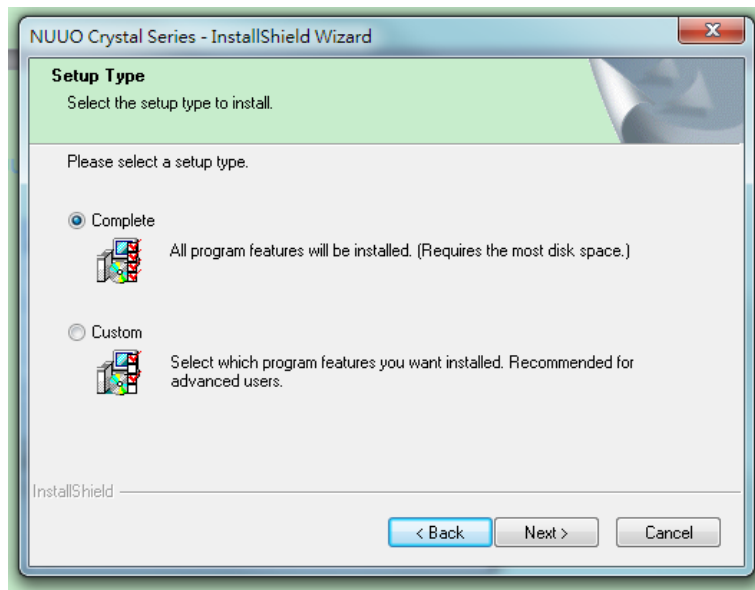 NUUO Crystal Series - InstallShield Wizard
Setup Type
Select the setup type to install.
Please select a setup type.
Complete
All program features will be installed. (Requires the most disk space.)
Custom
Select which program features you want installed. Recommended for
advanced users.
InstallShield
< Back Next > Cancel